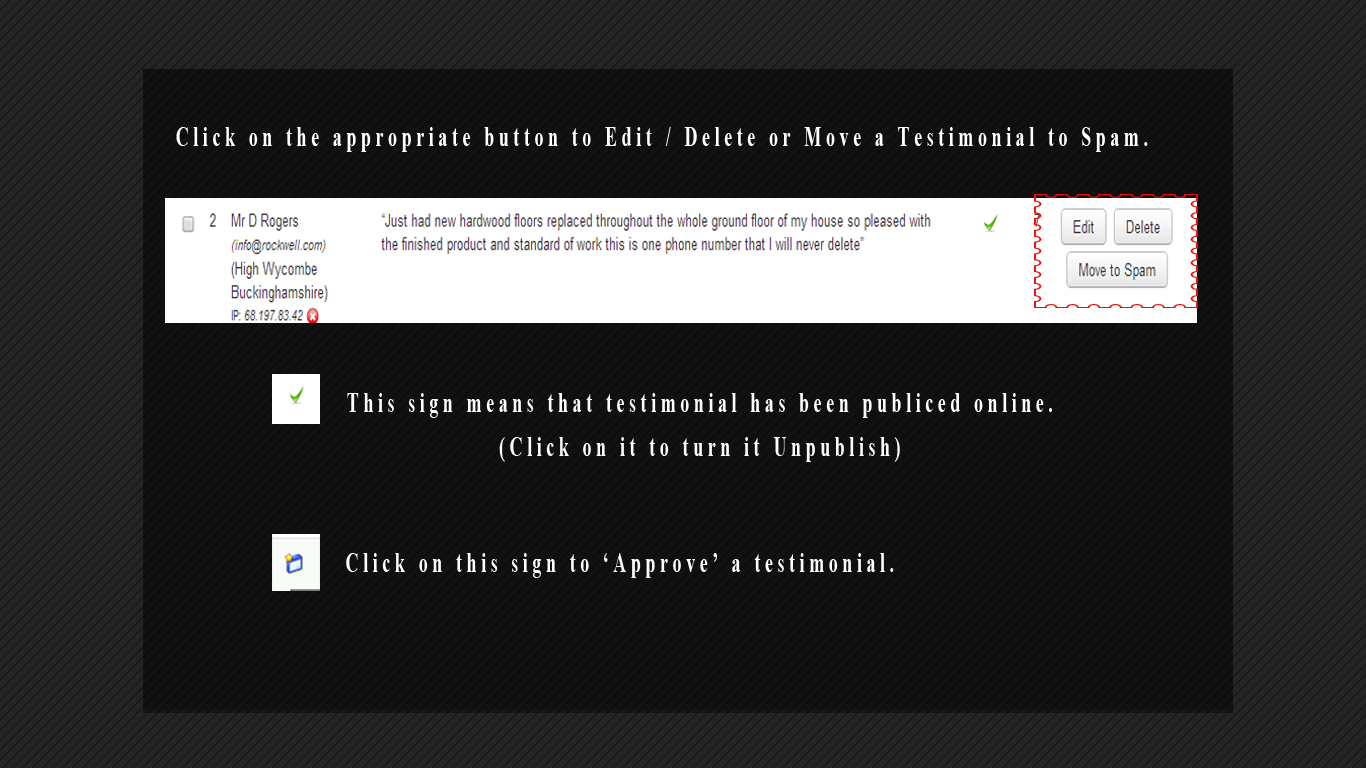 Click on the appropriate button to Edit / Delete or Move a Testimonial to Spam.
2 Mr D Rogers “Just had new hardwood floors replaced throughout the whole ground floor of my house so pleased with Edit Delete
(info@rockwell.com) the finished product and standard of work this is one phone number that I will never delete”
(High Wycombe Move to Spam
Buckinghamshire)
IP: 68.197.83.42
This sign means that testimonial has been publiced online.
(Click on it to turn it Unpublish)
Click on this sign to ‘Approve’ a testimonial.